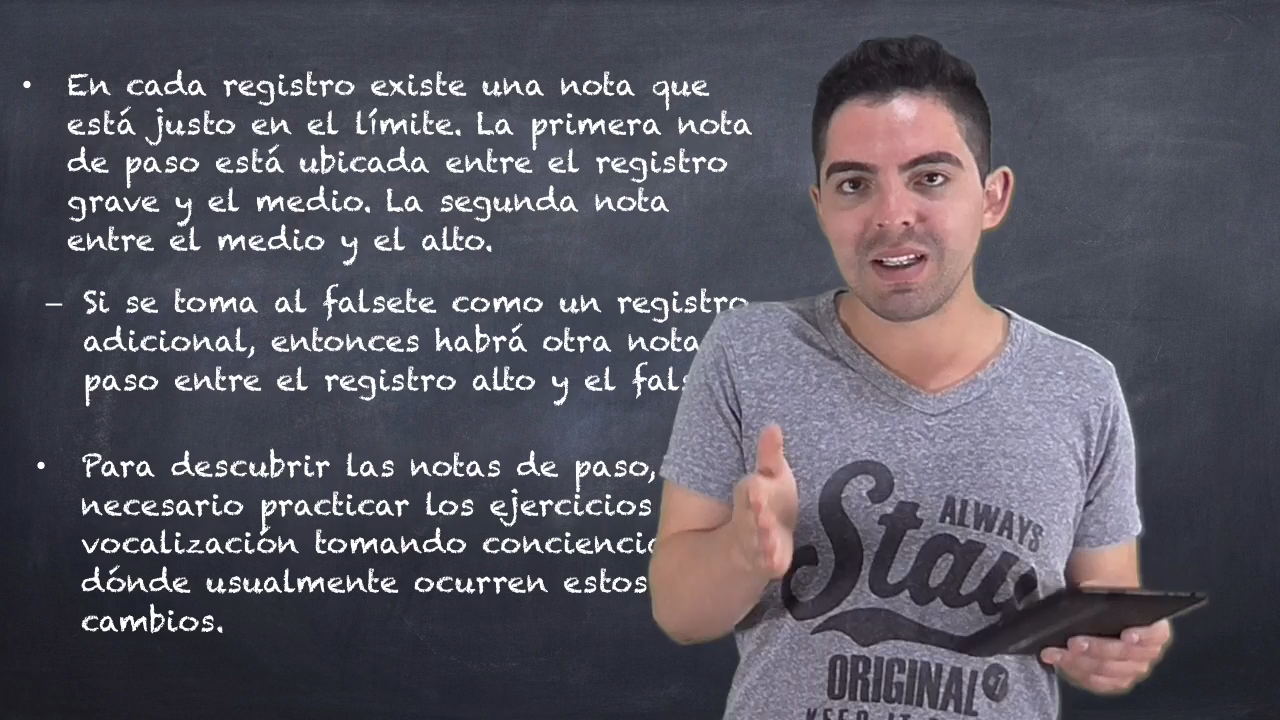 • En cada registro existe una nota que
está justo en el límite. La primera nota
de paso está ubicada entre el registro
grave y el medio. La segunda nota
entre el medio y el alto.
– Si se toma al falsete como un registro
adicional, entonces habrá otra nota
paso entre el registro alto y el
• Para descubrir las notas de paso,
necesario practicar los ejercicios
vocalización tomando
dónde usualmente ocurren estos
cambios.
ALWAYS
Stay
ORIGINAL
KEEP IT